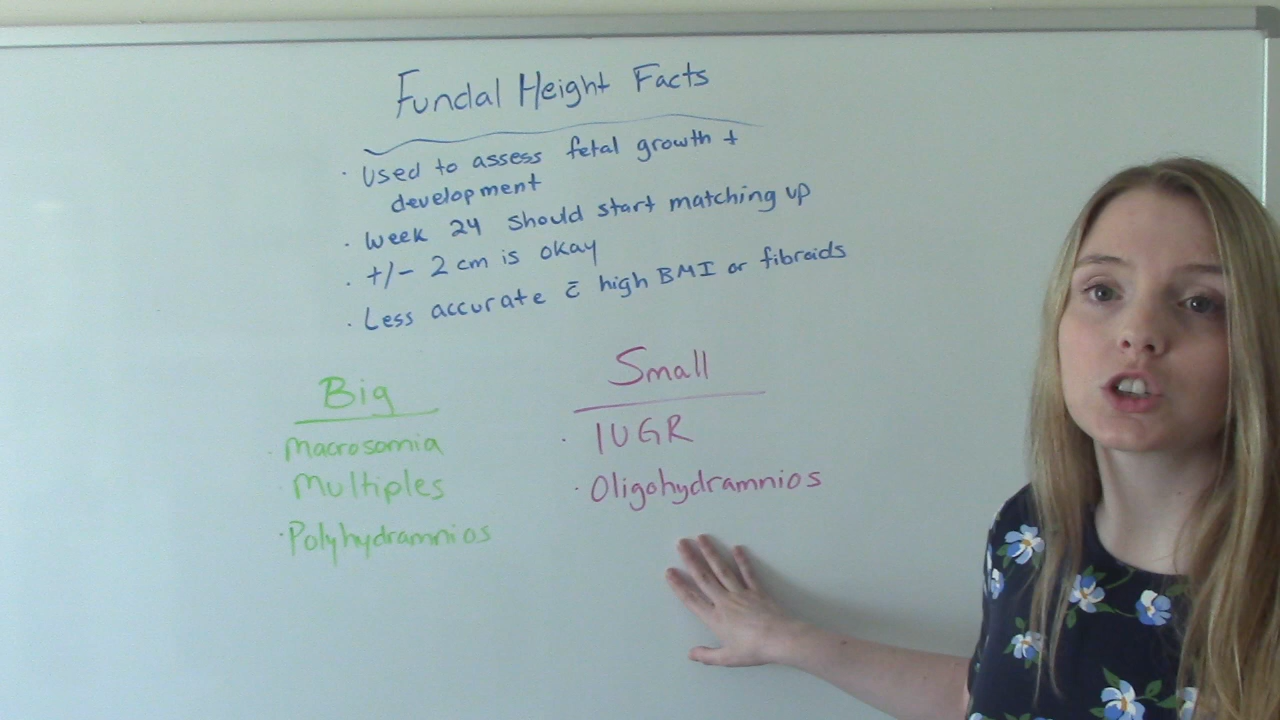 Fundal Height Facts
· Used to assess fetal growth +
development
· Week 24 should start matching up
· +/- 2 cm is okay
· Less accurate c̄ high BMI or fibroids
Big
· Macrosomia
· Multiples
· Polyhydramnios
Small
· IUGR
· Oligohydramnios